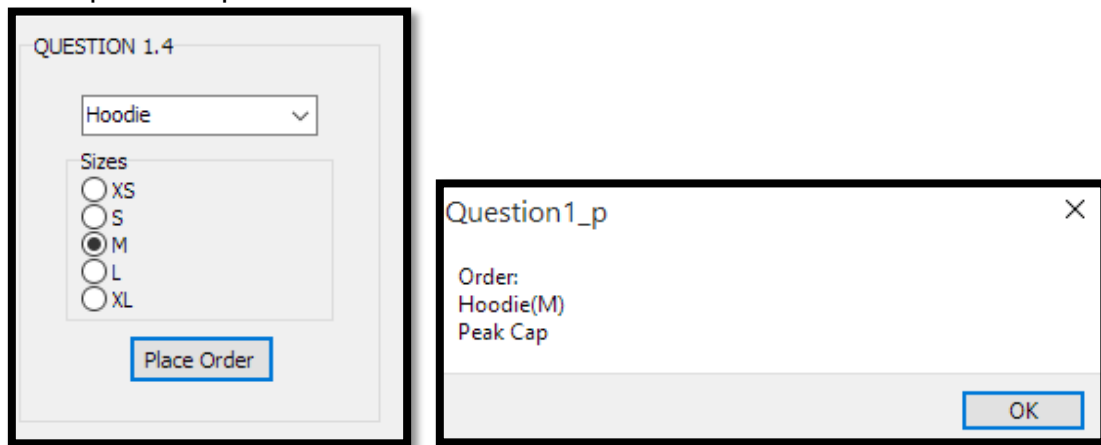 QUESTION 1.4
Hoodie
Sizes
XS
S
M
L
XL
Place Order
Question1_p
Order:
Hoodie(M)
Peak Cap
OK